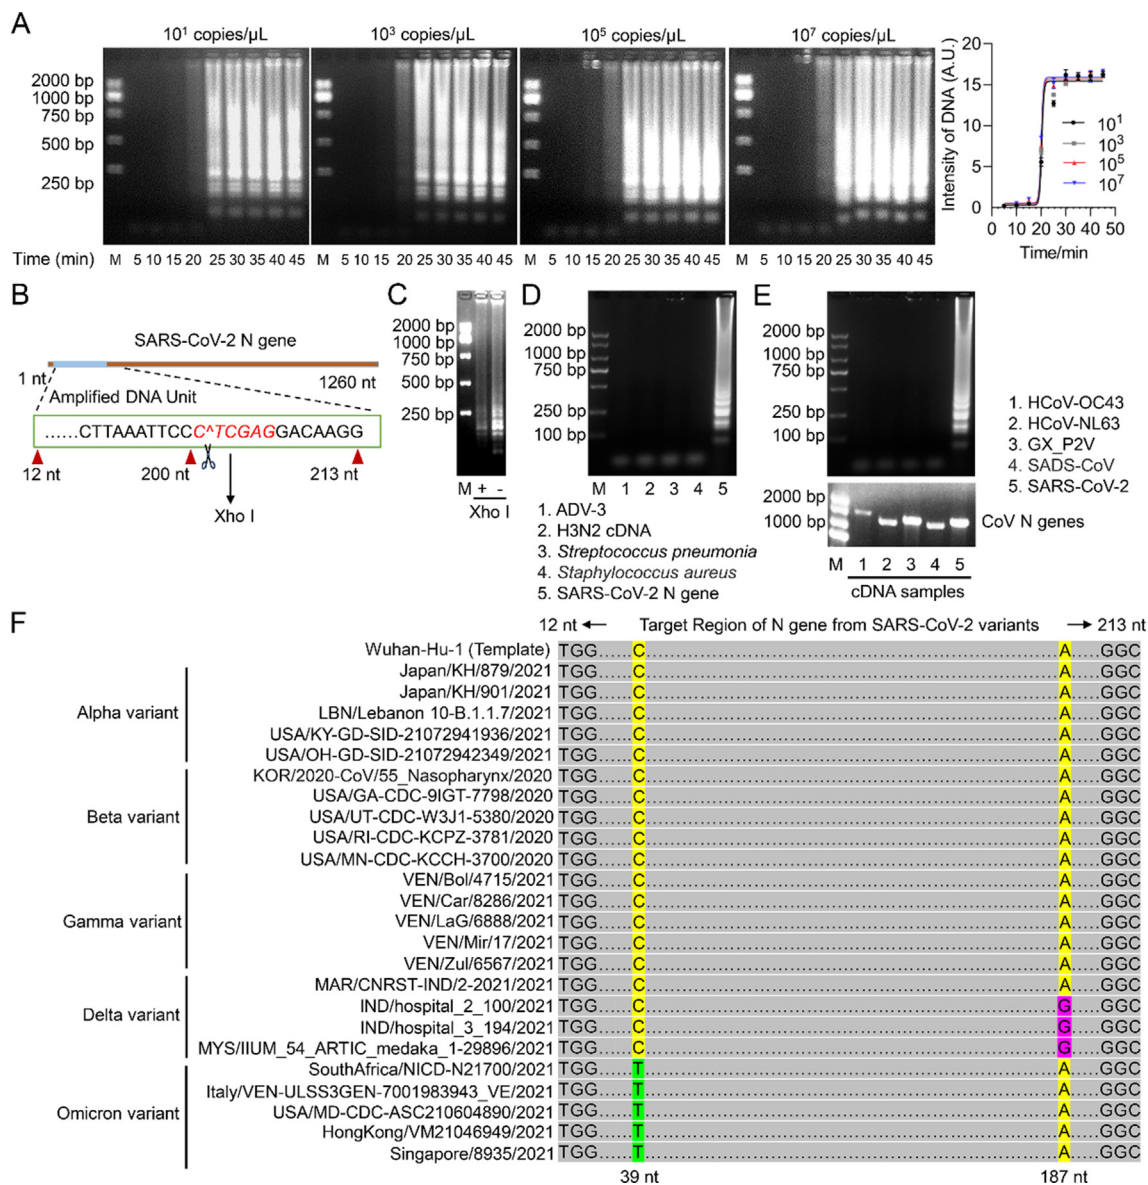 A
10¹ copies/µL
10³ copies/µL
10⁵ copies/µL
10⁷ copies/µL
2000 bp
1000 bp
750 bp
500 bp
250 bp
Time (min) M 5 10 15 20 25 30 35 40 45 M 5 10 15 20 25 30 35 40 45 M 5 10 15 20 25 30 35 40 45 M 5 10 15 20 25 30 35 40 45
Intensity of DNA (A.U.)
20
15
10
5
0
10¹
10³
10⁵
10⁷
0 10 20 30 40 50
Time/min
B
SARS-CoV-2 N gene
1 nt
1260 nt
Amplified DNA Unit
......CTTAAATTCCC^TCGAGGACAAGG
12 nt
200 nt
213 nt
Xho I
C
2000 bp
1000 bp
750 bp
500 bp
250 bp
M + -
Xho I
D
2000 bp
1000 bp
750 bp
250 bp
100 bp
M 1 2 3 4 5
1. ADV-3
2. H3N2 cDNA
3. Streptococcus pneumonia
4. Staphylococcus aureus
5. SARS-CoV-2 N gene
E
2000 bp
1000 bp
750 bp
250 bp
100 bp
2000 bp
1000 bp
CoV N genes
M 1 2 3 4 5
cDNA samples
1. HCoV-OC43
2. HCoV-NL63
3. GX_P2V
4. SADS-CoV
5. SARS-CoV-2
F
12 nt ← Target Region of N gene from SARS-CoV-2 variants → 213 nt
Wuhan-Hu-1 (Template) TGG C A GGC
Alpha variant
Japan/KH/879/2021 TGG C A GGC
Japan/KH/901/2021 TGG C A GGC
LBN/Lebanon 10-B.1.1.7/2021 TGG C A GGC
USA/KY-GD-SID-21072941936/2021 TGG C A GGC
USA/OH-GD-SID-21072942349/2021 TGG C A GGC
Beta variant
KOR/2020-CoV/55_Nasopharynx/2020 TGG C A GGC
USA/GA-CDC-9IGT-7798/2020 TGG C A GGC
USA/UT-CDC-W3J1-5380/2020 TGG C A GGC
USA/RI-CDC-KCPZ-3781/2020 TGG C A GGC
USA/MN-CDC-KCCH-3700/2020 TGG C A GGC
Gamma variant
VEN/Bol/4715/2021 TGG C A GGC
VEN/Car/8286/2021 TGG C A GGC
VEN/LaG/6888/2021 TGG C A GGC
VEN/Mir/17/2021 TGG C A GGC
VEN/Zul/6567/2021 TGG C A GGC
Delta variant
MAR/CNRST-IND/2-2021/2021 TGG C A GGC
IND/hospital_2_100/2021 TGG C G GGC
IND/hospital_3_194/2021 TGG C G GGC
MYS/IIUM_54_ARTIC_medaka_1-29896/2021 TGG C G GGC
Omicron variant
SouthAfrica/NICD-N21700/2021 TGG T A GGC
Italy/VEN-ULSS3GEN-7001983943_VE/2021 TGG T A GGC
USA/MD-CDC-ASC210604890/2021 TGG T A GGC
HongKong/VM21046949/2021 TGG T A GGC
Singapore/8935/2021 TGG T A GGC
39 nt
187 nt